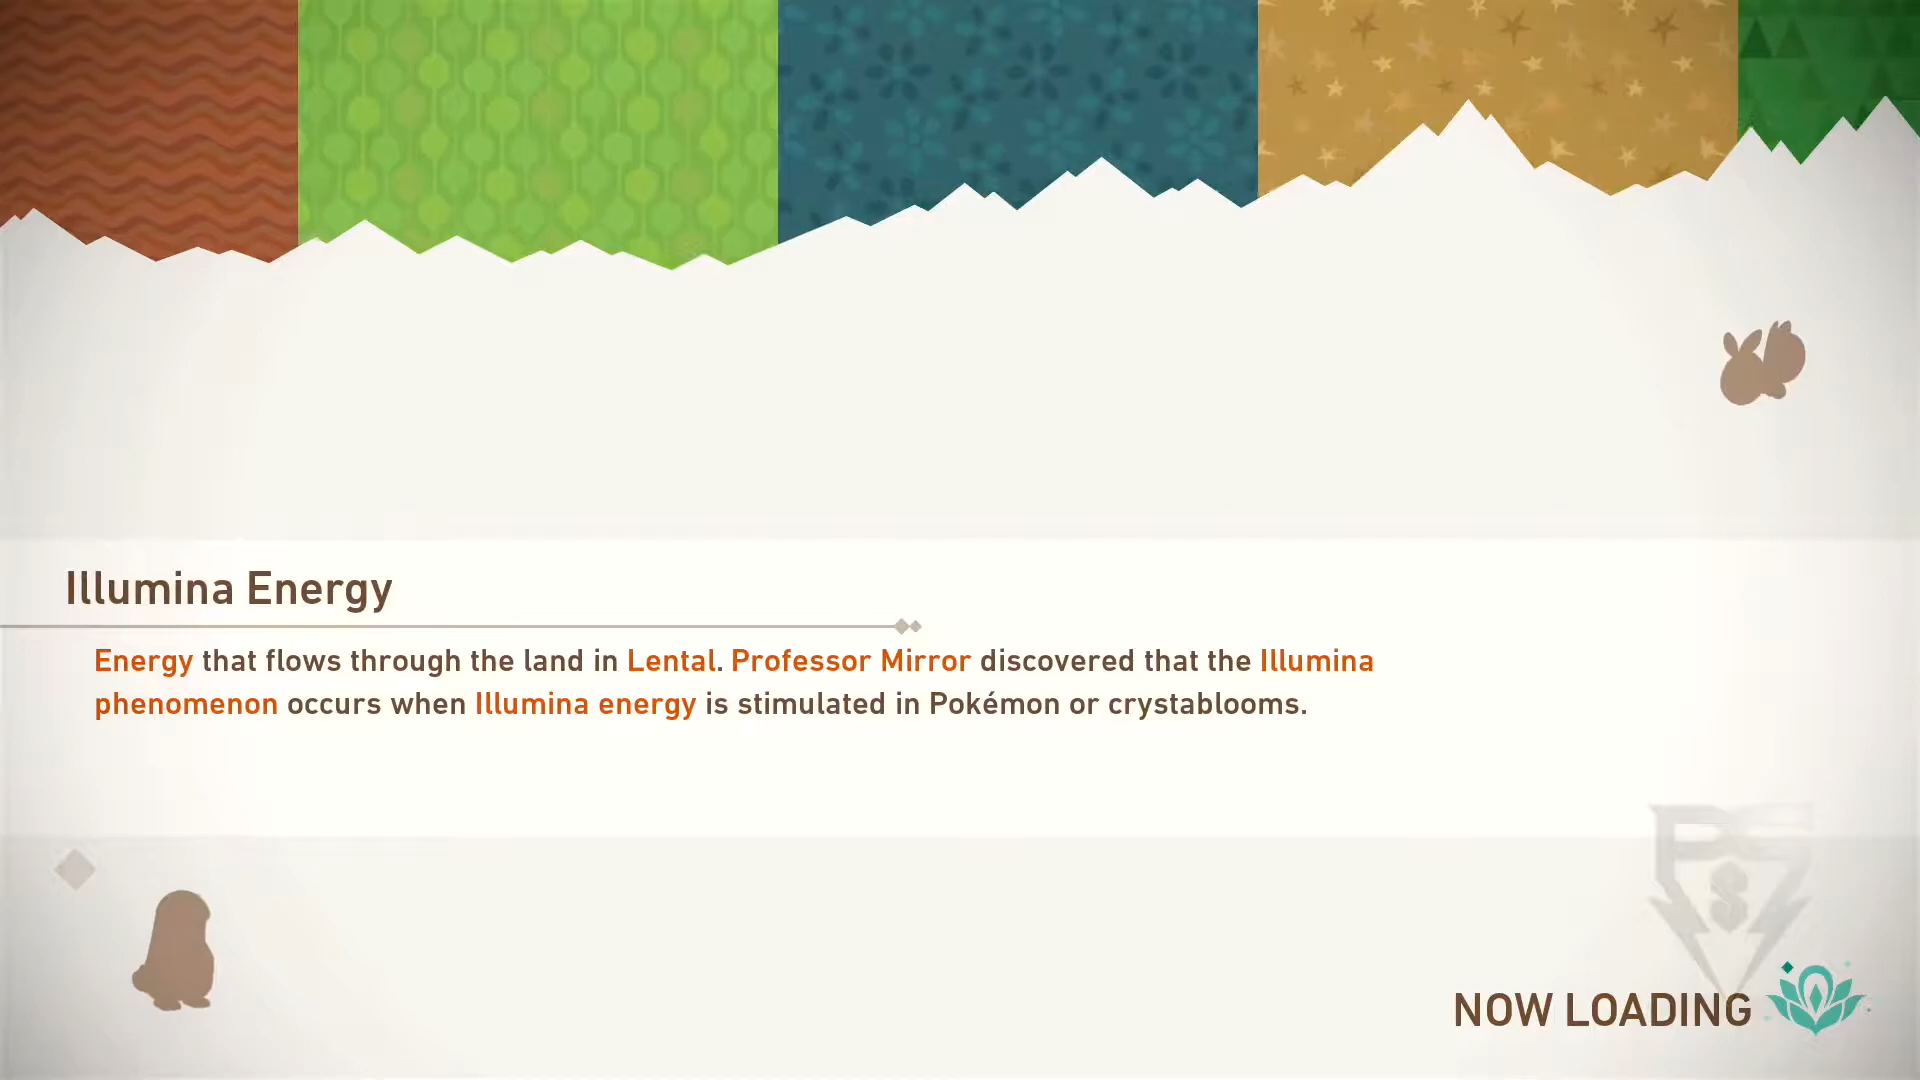 Illumina Energy
Energy that flows through the land in Lental. Professor Mirror discovered that the Illumina
phenomenon occurs when Illumina energy is stimulated in Pokémon or crystablooms.
NOW LOADING